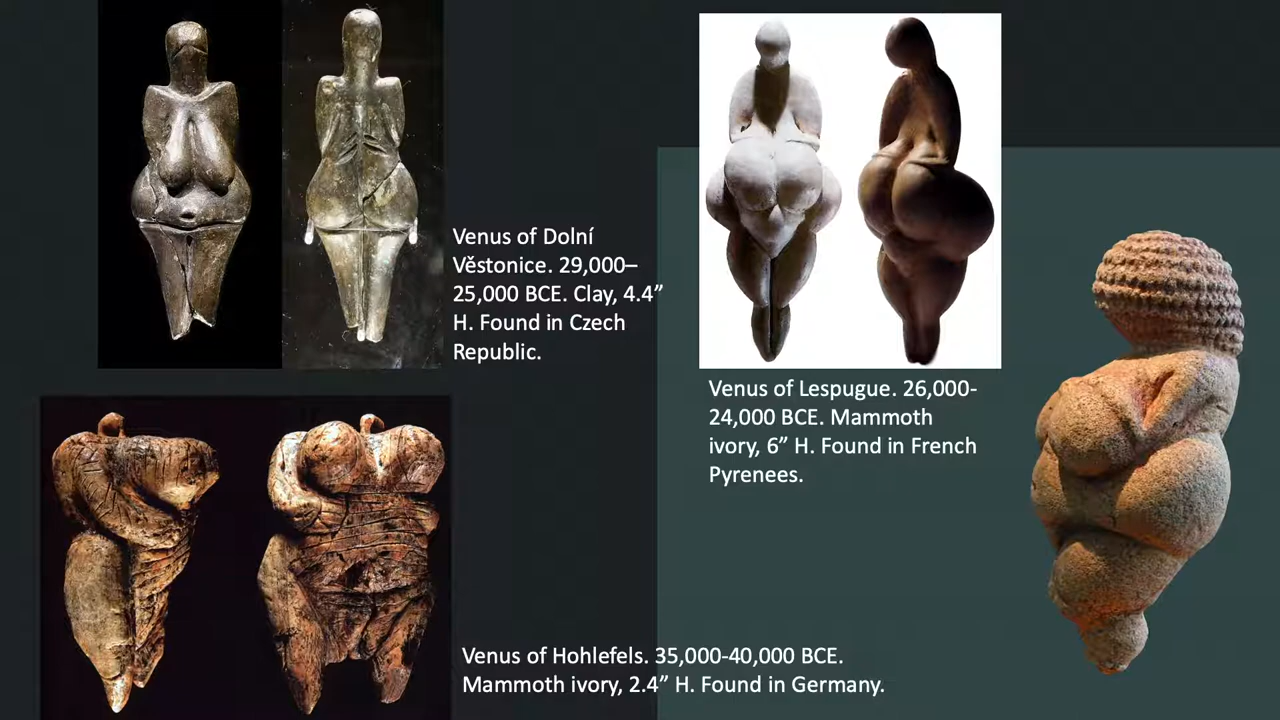 Venus of Dolní
Věstonice. 29,000–
25,000 BCE. Clay, 4.4”
H. Found in Czech
Republic.
Venus of Lespugue. 26,000-
24,000 BCE. Mammoth
ivory, 6” H. Found in French
Pyrenees.
Venus of Hohlefels. 35,000-40,000 BCE.
Mammoth ivory, 2.4” H. Found in Germany.